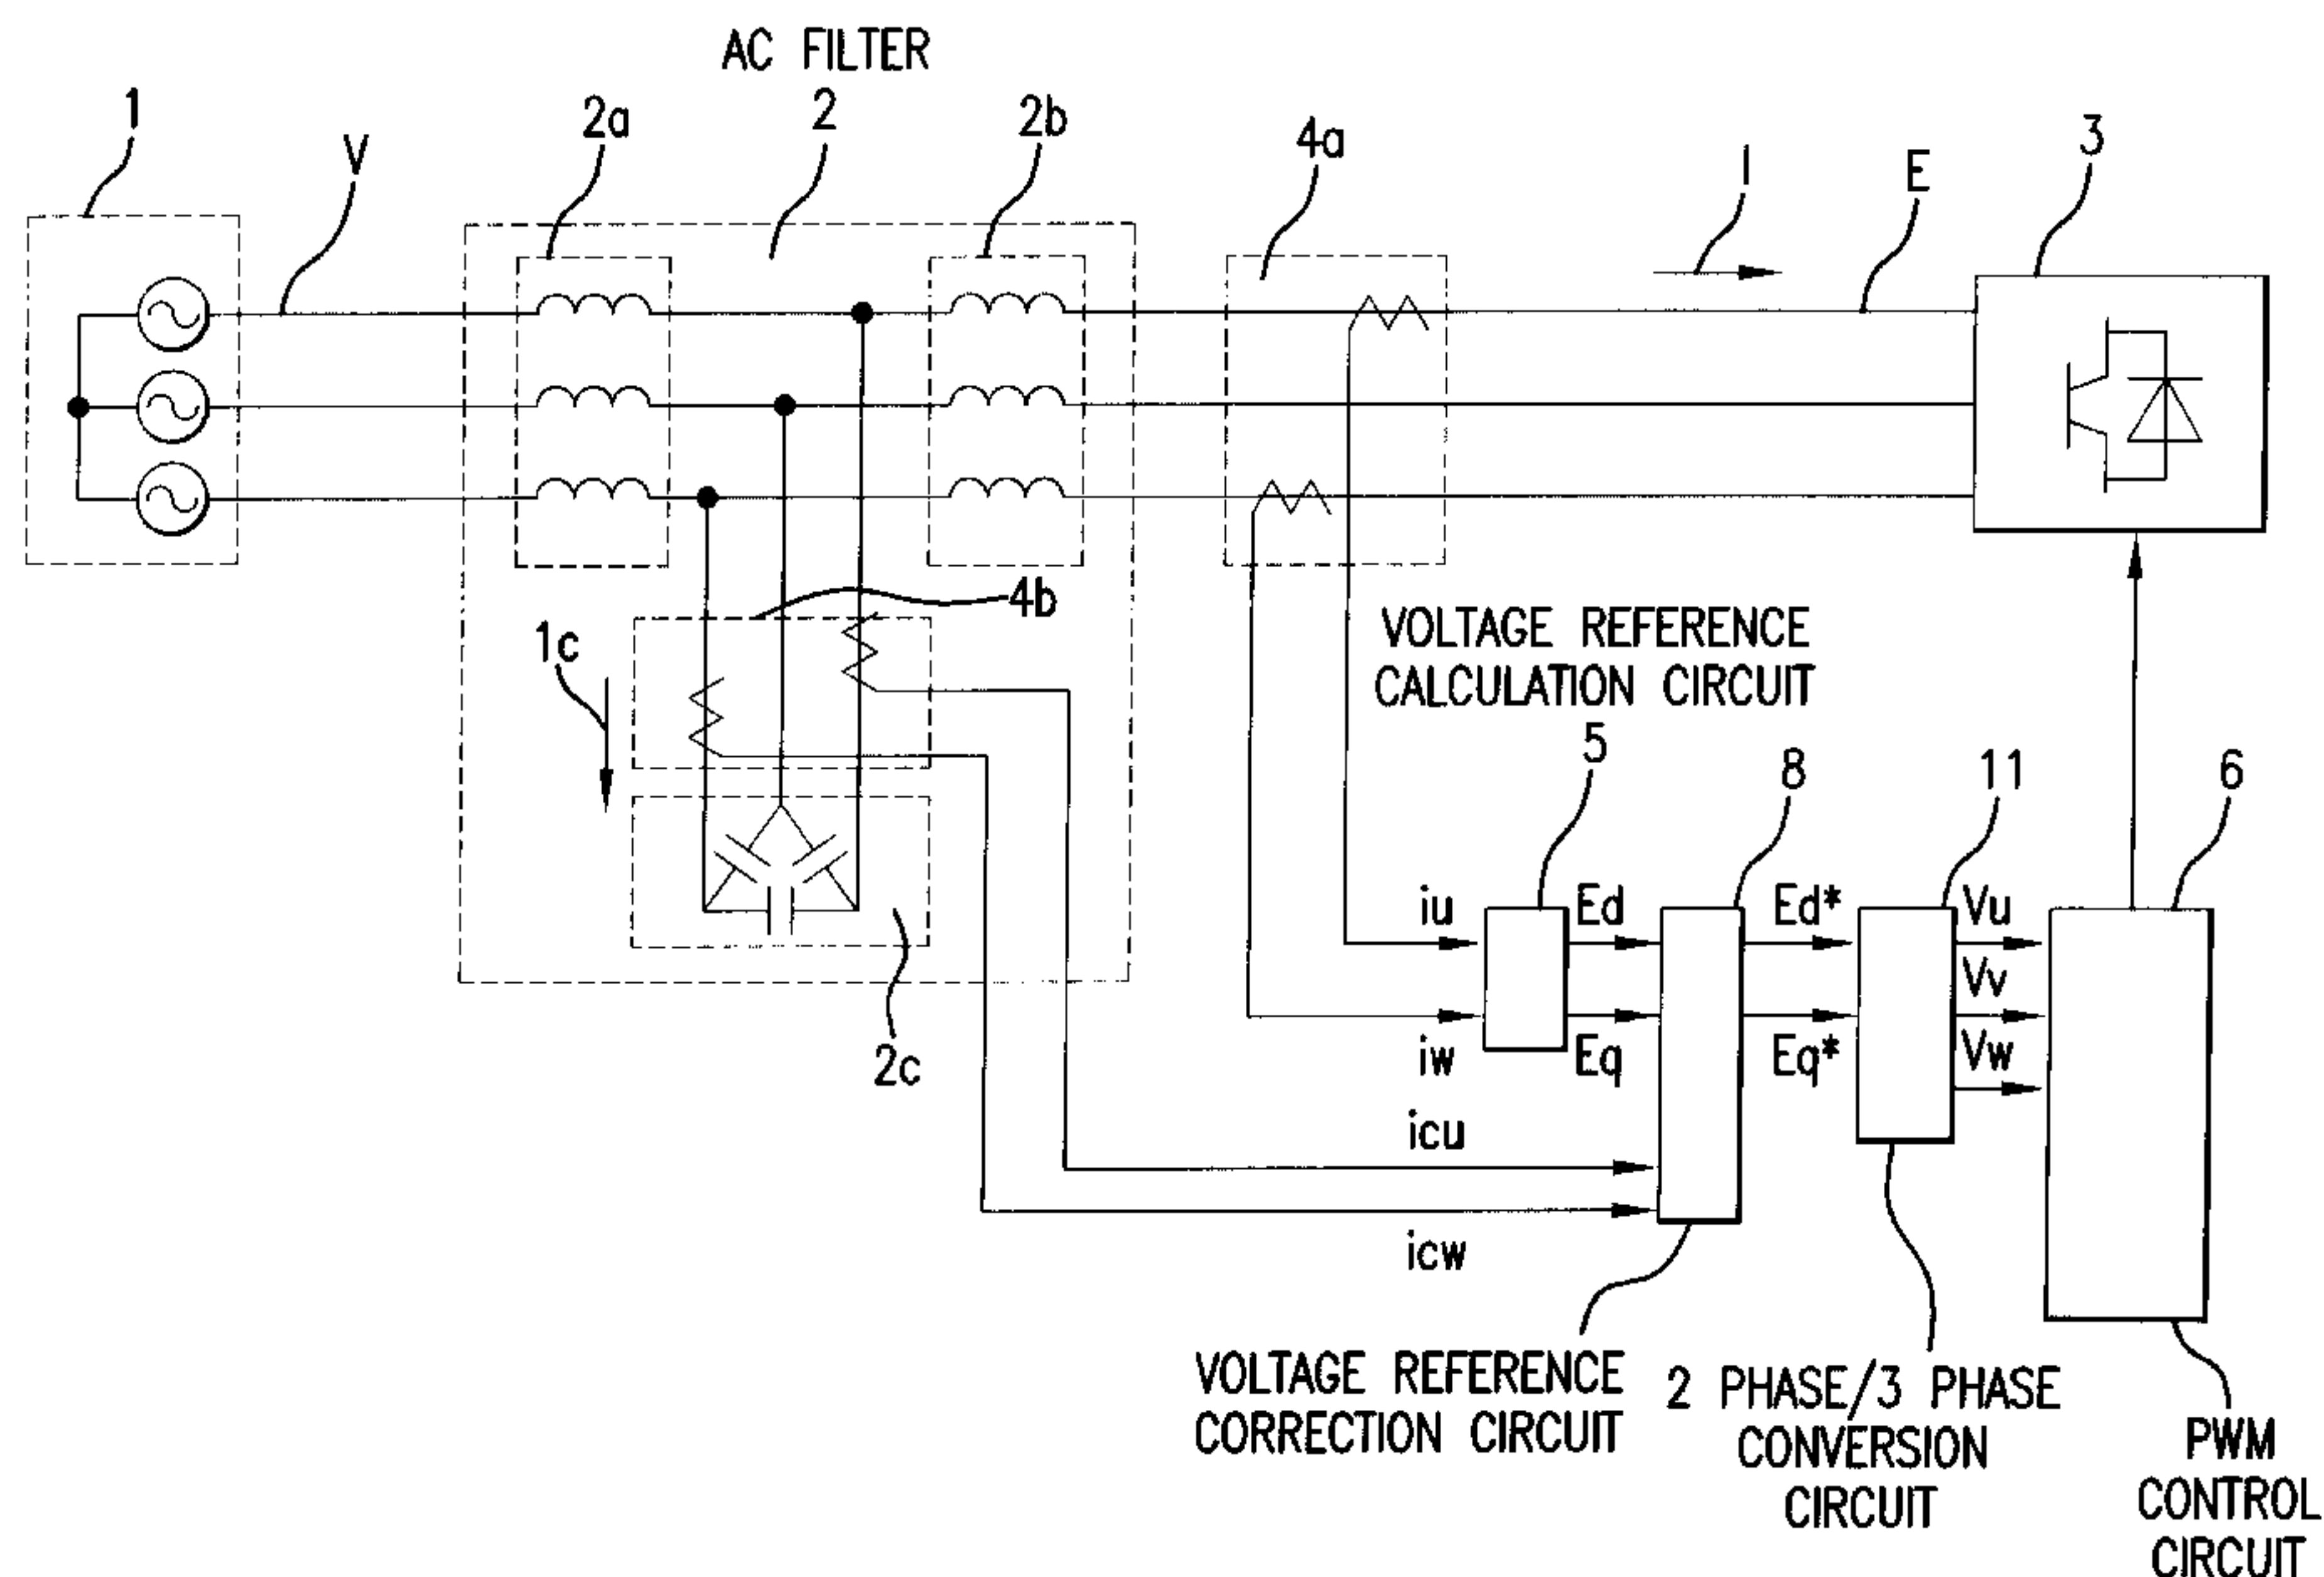 AC FILTER
1
V
2a
2
2b
4a
I
E
3
4b
1c
2c
VOLTAGE REFERENCE
CALCULATION CIRCUIT
5
8
11
6
iu
Ed
Ed*
Vu
Vv
iw
Eq
Eq*
Vw
icu
icw
VOLTAGE REFERENCE
CORRECTION CIRCUIT
2 PHASE/3 PHASE
CONVERSION
CIRCUIT
PWM
CONTROL
CIRCUIT